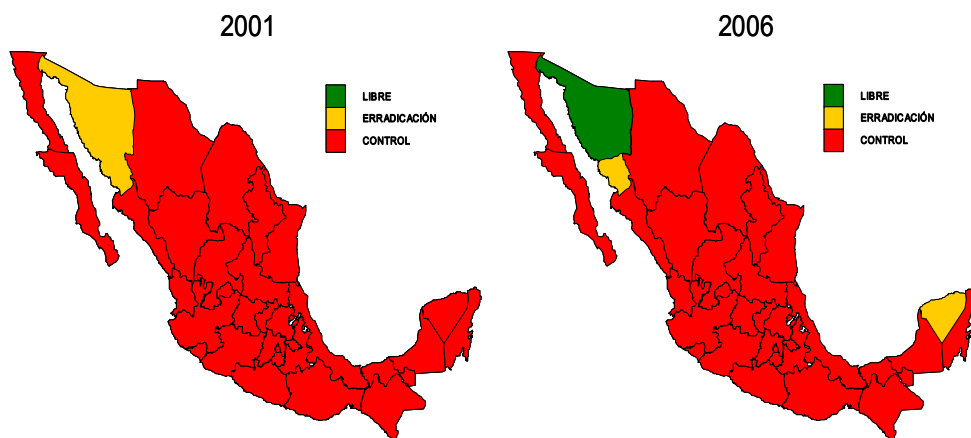 2001
LIBRE
ERRADICACIÓN
CONTROL
2006
LIBRE
ERRADICACIÓN
CONTROL